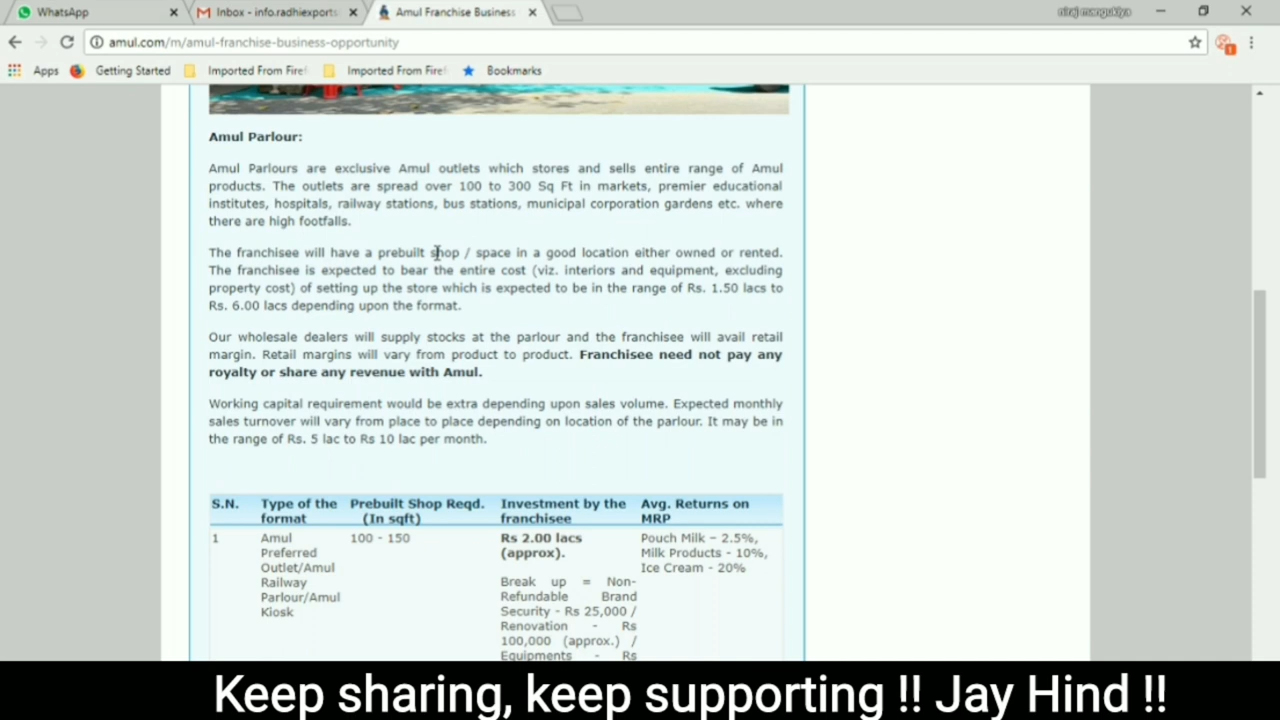 WhatsApp
Inbox - info.radhiexports
Amul Franchise Business
niraj mangukiya
amul.com/m/amul-franchise-business-opportunity
Apps
Getting Started
Imported From Firef
Imported From Firef
Bookmarks
Amul Parlour:
Amul Parlours are exclusive Amul outlets which stores and sells entire range of Amul
products. The outlets are spread over 100 to 300 Sq Ft in markets, premier educational
institutes, hospitals, railway stations, bus stations, municipal corporation gardens etc. where
there are high footfalls.
The franchisee will have a prebuilt shop / space in a good location either owned or rented.
The franchisee is expected to bear the entire cost (viz. interiors and equipment, excluding
property cost) of setting up the store which is expected to be in the range of Rs. 1.50 lacs to
Rs. 6.00 lacs depending upon the format.
Our wholesale dealers will supply stocks at the parlour and the franchisee will avail retail
margin. Retail margins will vary from product to product. Franchisee need not pay any
royalty or share any revenue with Amul.
Working capital requirement would be extra depending upon sales volume. Expected monthly
sales turnover will vary from place to place depending on location of the parlour. It may be in
the range of Rs. 5 lac to Rs 10 lac per month.
S.N.
Type of the
format
Prebuilt Shop Reqd.
(In sqft)
Investment by the
franchisee
Avg. Returns on
MRP
1
Amul
Preferred
Outlet/Amul
Railway
Parlour/Amul
Kiosk
100 - 150
Rs 2.00 lacs
(approx).
Break up = Non-
Refundable Brand
Security - Rs 25,000 /
Renovation - Rs
100,000 (approx.) /
Equipments - Rs
Pouch Milk – 2.5%,
Milk Products - 10%,
Ice Cream - 20%
Keep sharing, keep supporting !! Jay Hind !!